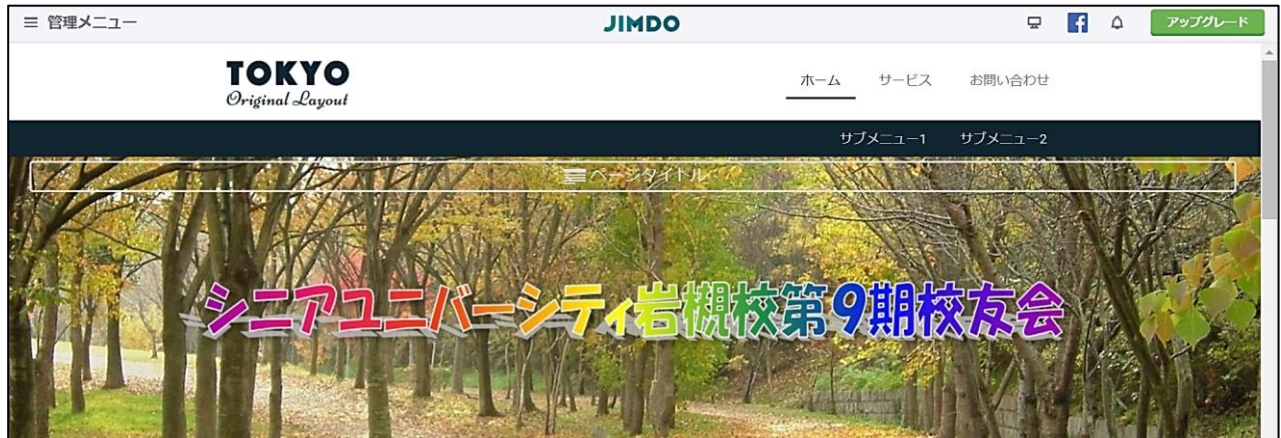 管理メニュー
JIMDO
アップグレード
TOKYO
Original Layout
ホーム サービス お問い合わせ
サブメニュー1 サブメニュー2
ページタイトル
シニアユニバーシティ岩槻校第9期校友会